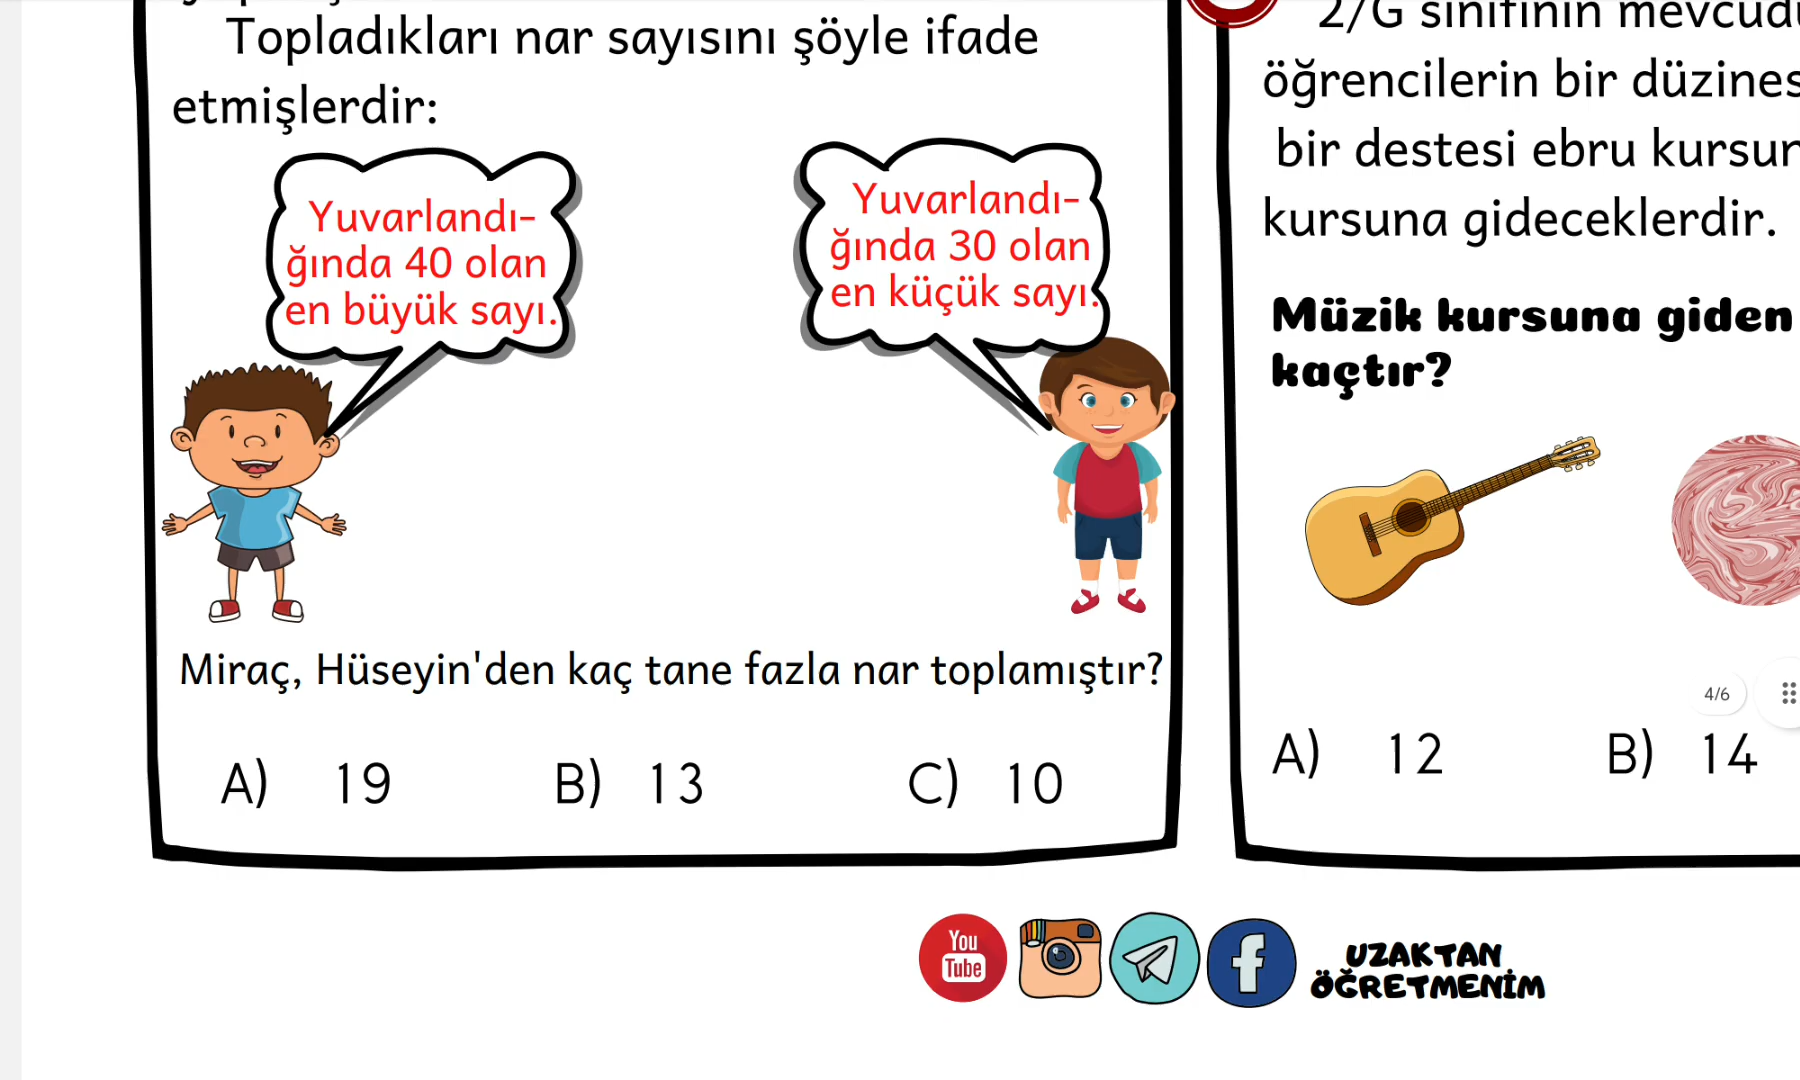 Topladıkları nar sayısını şöyle ifade
etmişlerdir:
Yuvarlandı-
ğında 40 olan
en büyük sayı.
Yuvarlandı-
ğında 30 olan
en küçük sayı.
Miraç, Hüseyin'den kaç tane fazla nar toplamıştır?
A) 19 B) 13 C) 10
2/G sınıfının
öğrencilerin bir
bir destesi ebru
kursuna gideceklerdir.
Müzik kursuna giden
kaçtır?
4/6
A) 12 B) 14
You
Tube
UZAKTAN
ÖĞRETMENİM